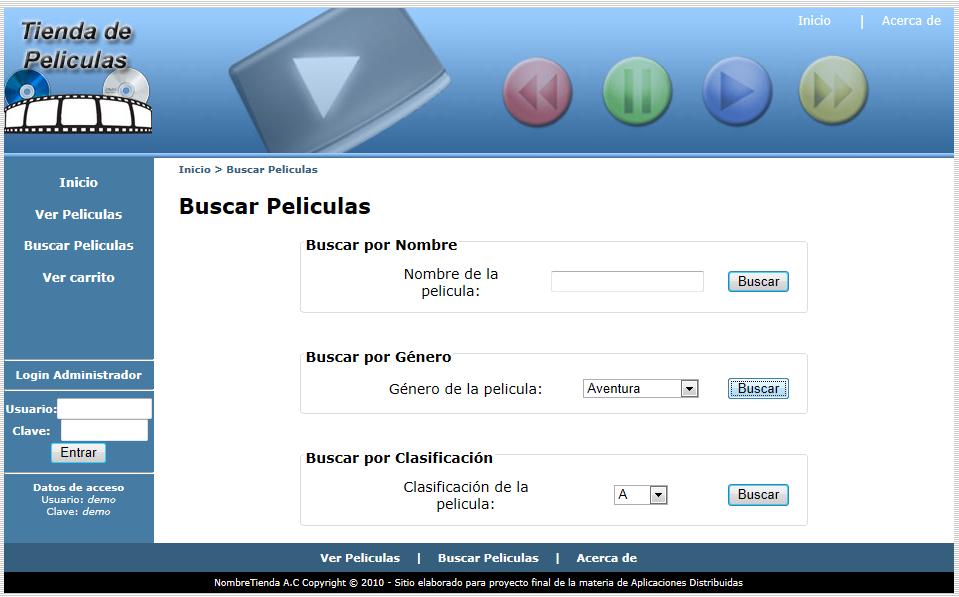 Tienda de
Peliculas
Inicio | Acerca de
Inicio
Ver Peliculas
Buscar Peliculas
Ver carrito
Login Administrador
Usuario:
Clave:
Entrar
Datos de acceso
Usuario: demo
Clave: demo
Inicio > Buscar Peliculas
Buscar Peliculas
Buscar por Nombre
Nombre de la
pelicula:
Buscar
Buscar por Género
Género de la pelicula: Aventura Buscar
Buscar por Clasificación
Clasificación de la
pelicula:
A Buscar
Ver Peliculas | Buscar Peliculas | Acerca de
NombreTienda A.C Copyright © 2010 - Sitio elaborado para proyecto final de la materia de Aplicaciones Distribuidas